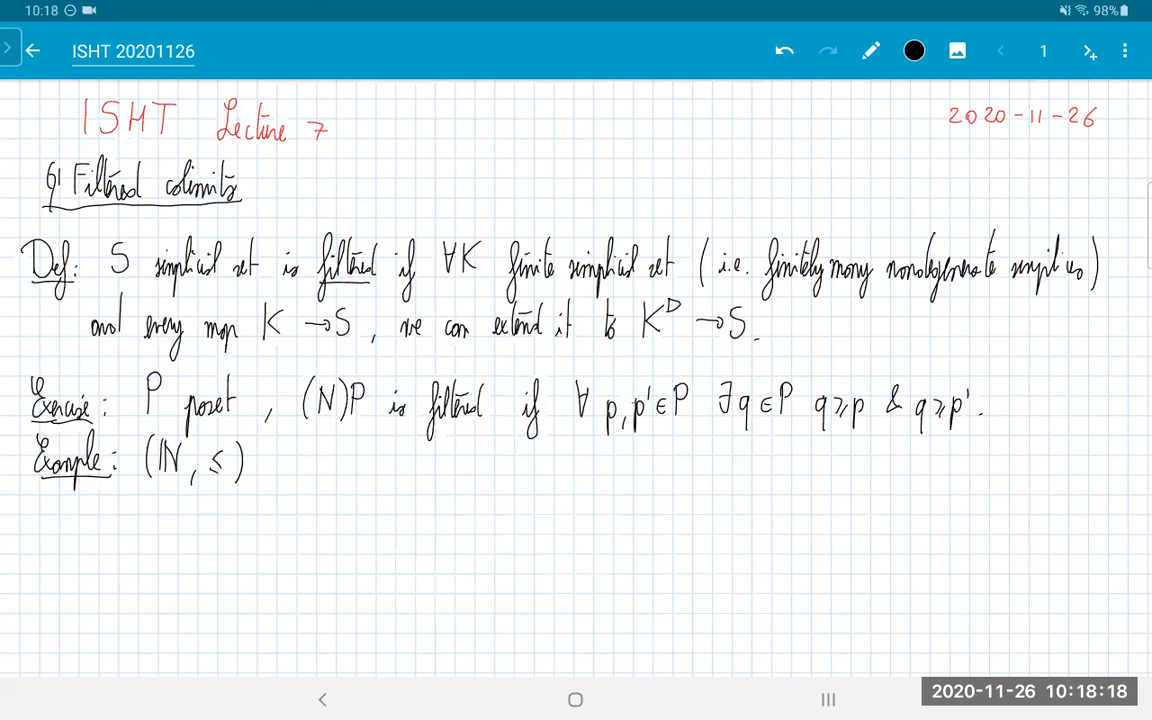 10:18 98%
ISHT 20201126
1
ISHT Lecture 7 2020-11-26
§1 Filtered colimits
Def: S simplicial set is filtered if ∀K finite simplicial set (i.e. finitely many nondegenerate simplices)
and every map K → S, we can extend it to K^▷ → S.
Exercise: P poset, (N)P is filtered if ∀ p,p'∈P ∃q∈P q≥p & q≥p'.
Example: (ℕ, ≤)
2020-11-26 10:18:18